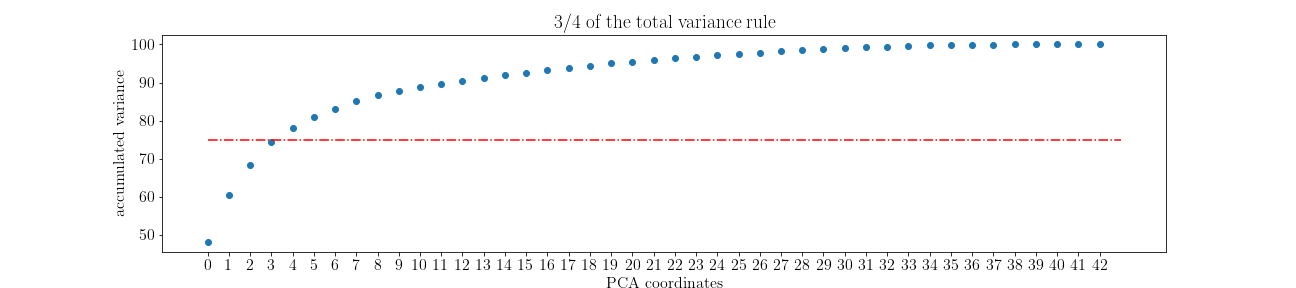 3/4 of the total variance rule
100
90
80
70
60
50
accumulated variance
0 1 2 3 4 5 6 7 8 9 10 11 12 13 14 15 16 17 18 19 20 21 22 23 24 25 26 27 28 29 30 31 32 33 34 35 36 37 38 39 40 41 42
PCA coordinates